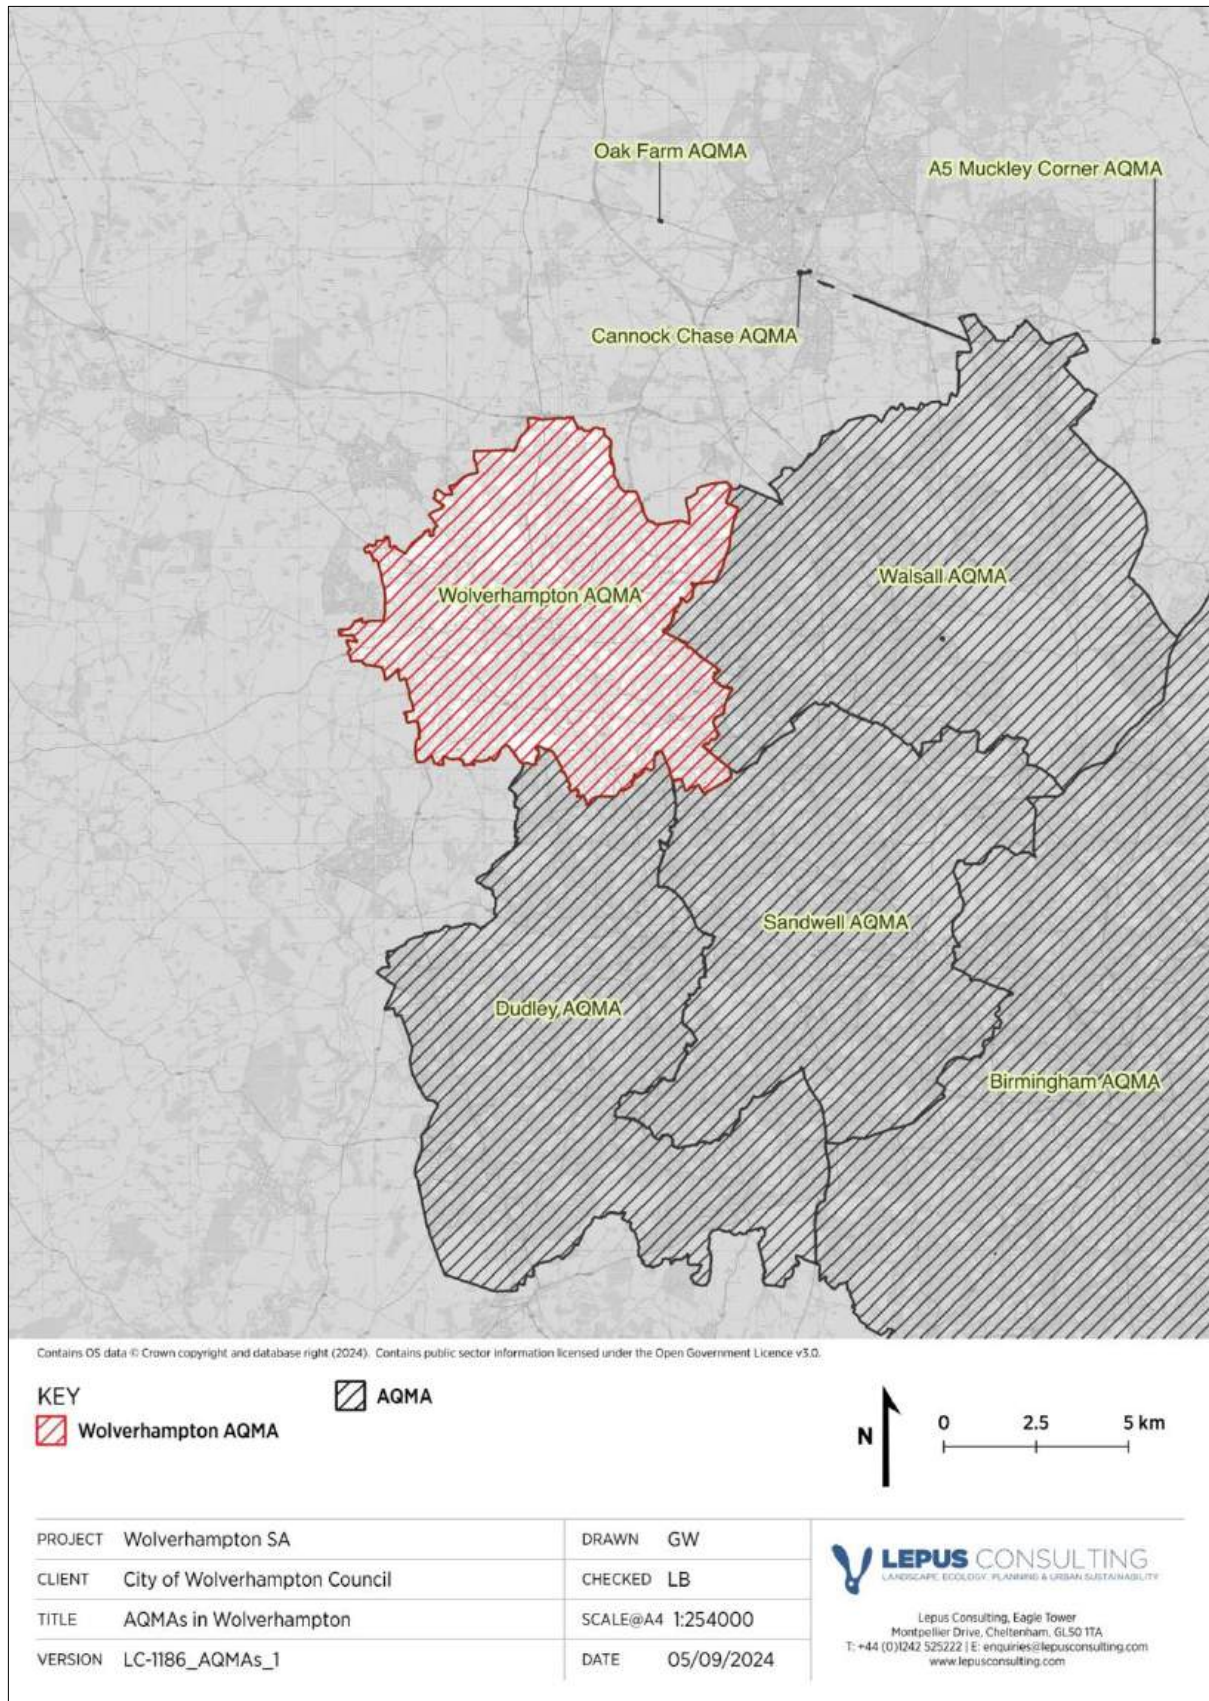 Oak Farm AQMA
A5 Muckley Corner AQMA
Cannock Chase AQMA
Walsall AQMA
Wolverhampton AQMA
Sandwell AQMA
Dudley AQMA
Birmingham AQMA
Contains OS data © Crown copyright and database right (2024). Contains public sector information licensed under the Open Government Licence v3.0.
KEY
AQMA
Wolverhampton AQMA
N
0 2.5 5 km
PROJECT Wolverhampton SA
CLIENT City of Wolverhampton Council
TITLE AQMAs in Wolverhampton
VERSION LC-1186_AQMAs_1
DRAWN GW
CHECKED LB
SCALE@A4 1:254000
DATE 05/09/2024
LEPUS CONSULTING
LANDSCAPE, ECOLOGY, PLANNING & URBAN SUSTAINABILITY
Lepus Consulting, Eagle Tower
Montpellier Drive, Cheltenham, GL50 1TA
T: +44 (0)1242 525222 | E: enquiries@lepusconsulting.com
www.lepusconsulting.com